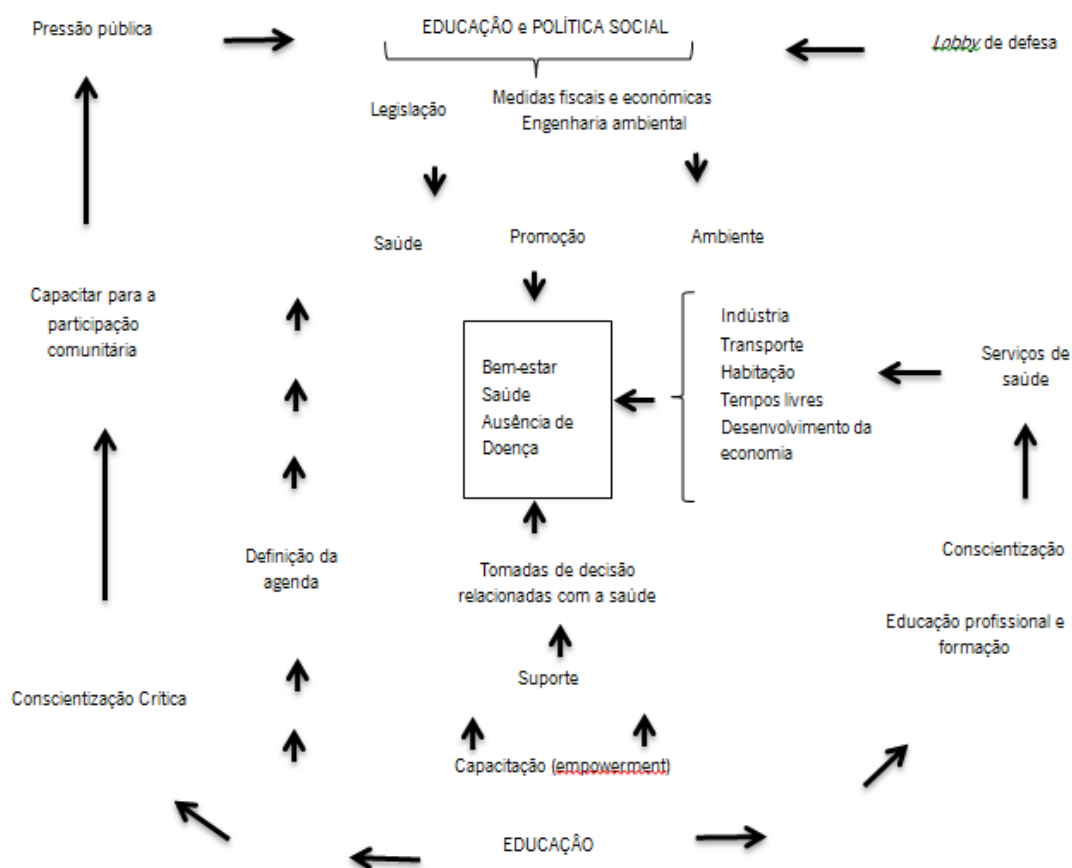 Pressão pública
EDUCAÇÃO e POLÍTICA SOCIAL
Lobby de defesa
Legislação
Medidas fiscais e económicas
Engenharia ambiental
Saúde
Promoção
Ambiente
Capacitar para a
participação
comunitária
Bem-estar
Saúde
Ausência de
Doença
Indústria
Transporte
Habitação
Tempos livres
Desenvolvimento da
economia
Serviços de
saúde
Definição da
agenda
Tomadas de decisão
relacionadas com a saúde
Conscientização
Educação profissional e
formação
Conscientização Crítica
Suporte
Capacitação (empowerment)
EDUCAÇÃO